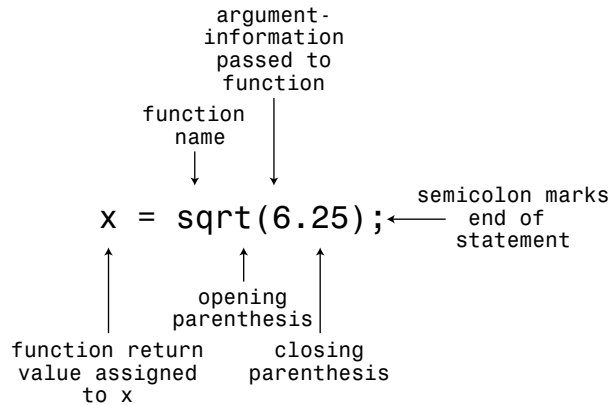 argument-
information
passed to
function
function
name
x = sqrt(6.25);
semicolon marks
end of
statement
opening
parenthesis
function return
value assigned
to x
closing
parenthesis